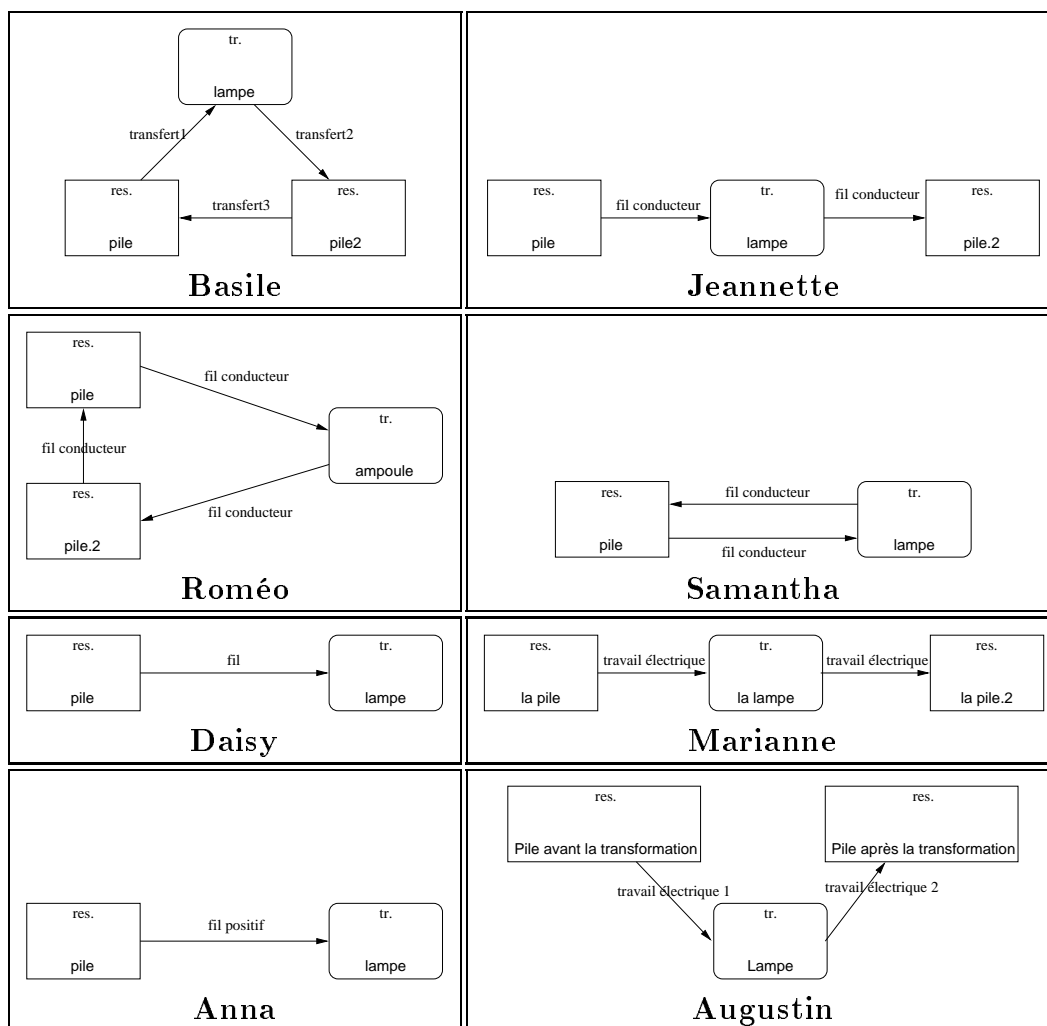 tr.
lampe
transfert1
transfert2
res.
pile
transfert3
res.
pile2
Basile
res.
pile
fil conducteur
tr.
lampe
fil conducteur
res.
pile.2
Jeannette
res.
pile
fil conducteur
tr.
ampoule
fil conducteur
res.
pile.2
fil conducteur
Roméo
res.
pile
fil conducteur
fil conducteur
tr.
lampe
Samantha
res.
pile
fil
tr.
lampe
Daisy
res.
la pile
travail électrique
tr.
la lampe
travail électrique
res.
la pile.2
Marianne
res.
pile
fil positif
tr.
lampe
Anna
res.
Pile avant la transformation
res.
Pile après la transformation
travail électrique 1
travail électrique 2
tr.
Lampe
Augustin